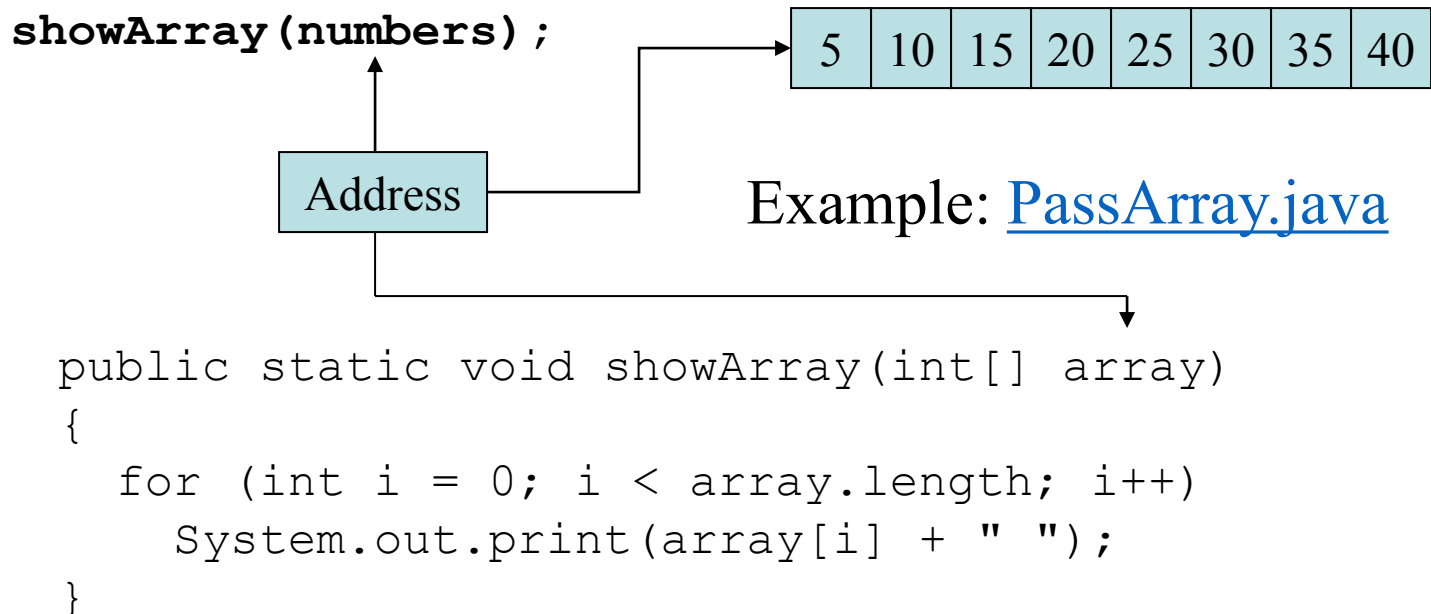 showArray(numbers);
5 10 15 20 25 30 35 40
Address
Example: PassArray.java
public static void showArray(int[] array)
{
for (int i = 0; i < array.length; i++)
System.out.print(array[i] + " ");
}